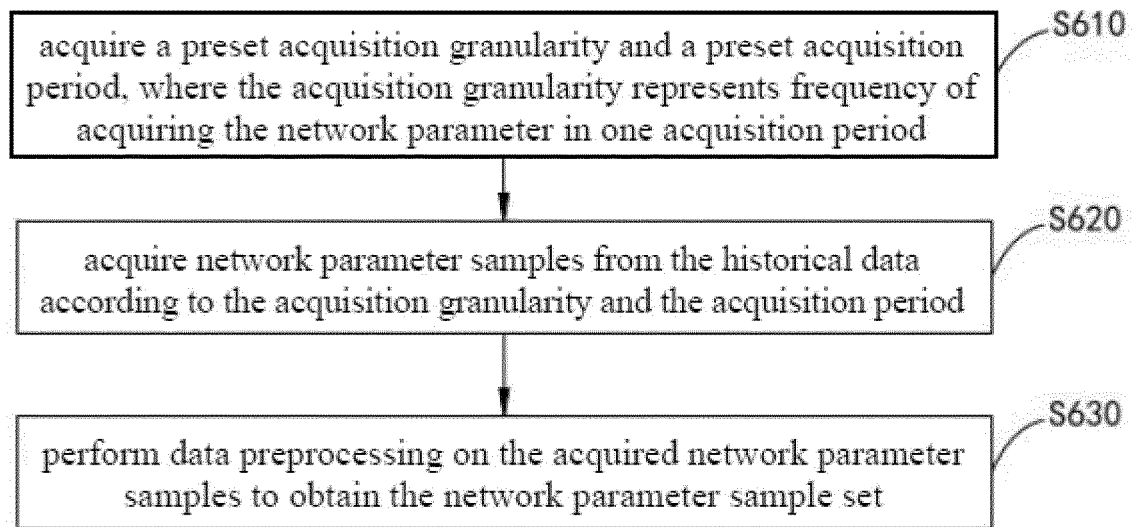 acquire a preset acquisition granularity and a preset acquisition
period, where the acquisition granularity represents frequency of
acquiring the network parameter in one acquisition period
S610
acquire network parameter samples from the historical data
according to the acquisition granularity and the acquisition period
S620
perform data preprocessing on the acquired network parameter
samples to obtain the network parameter sample set
S630